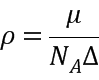 ρ = μ / (N_A Δ)